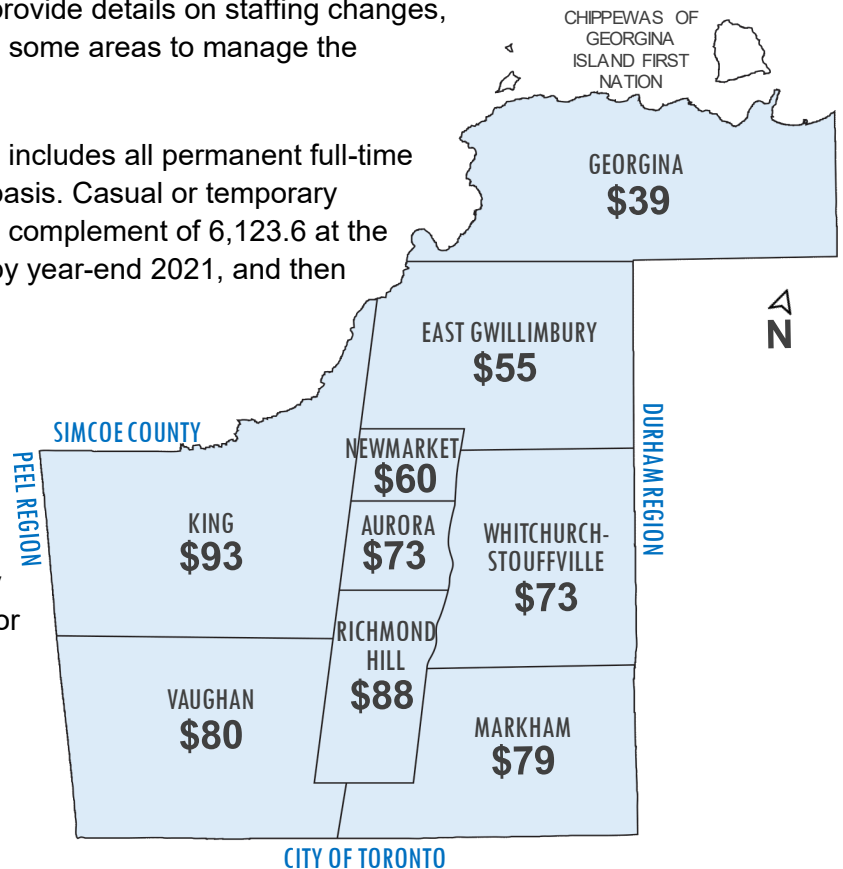 provide details on staffing changes,
some areas to manage the
includes all permanent full-time
basis. Casual or temporary
complement of 6,123.6 at the
by year-end 2021, and then
or
CHIPPEWAS OF
GEORGINA
ISLAND FIRST
NATION
GEORGINA
$39
N
EAST GWILLIMBURY
$55
SIMCOE COUNTY
DURHAM REGION
PEEL REGION
NEWMARKET
$60
KING
$93
AURORA
$73
WHITCHURCH-
STOUFFVILLE
$73
RICHMOND
HILL
$88
VAUGHAN
$80
MARKHAM
$79
CITY OF TORONTO